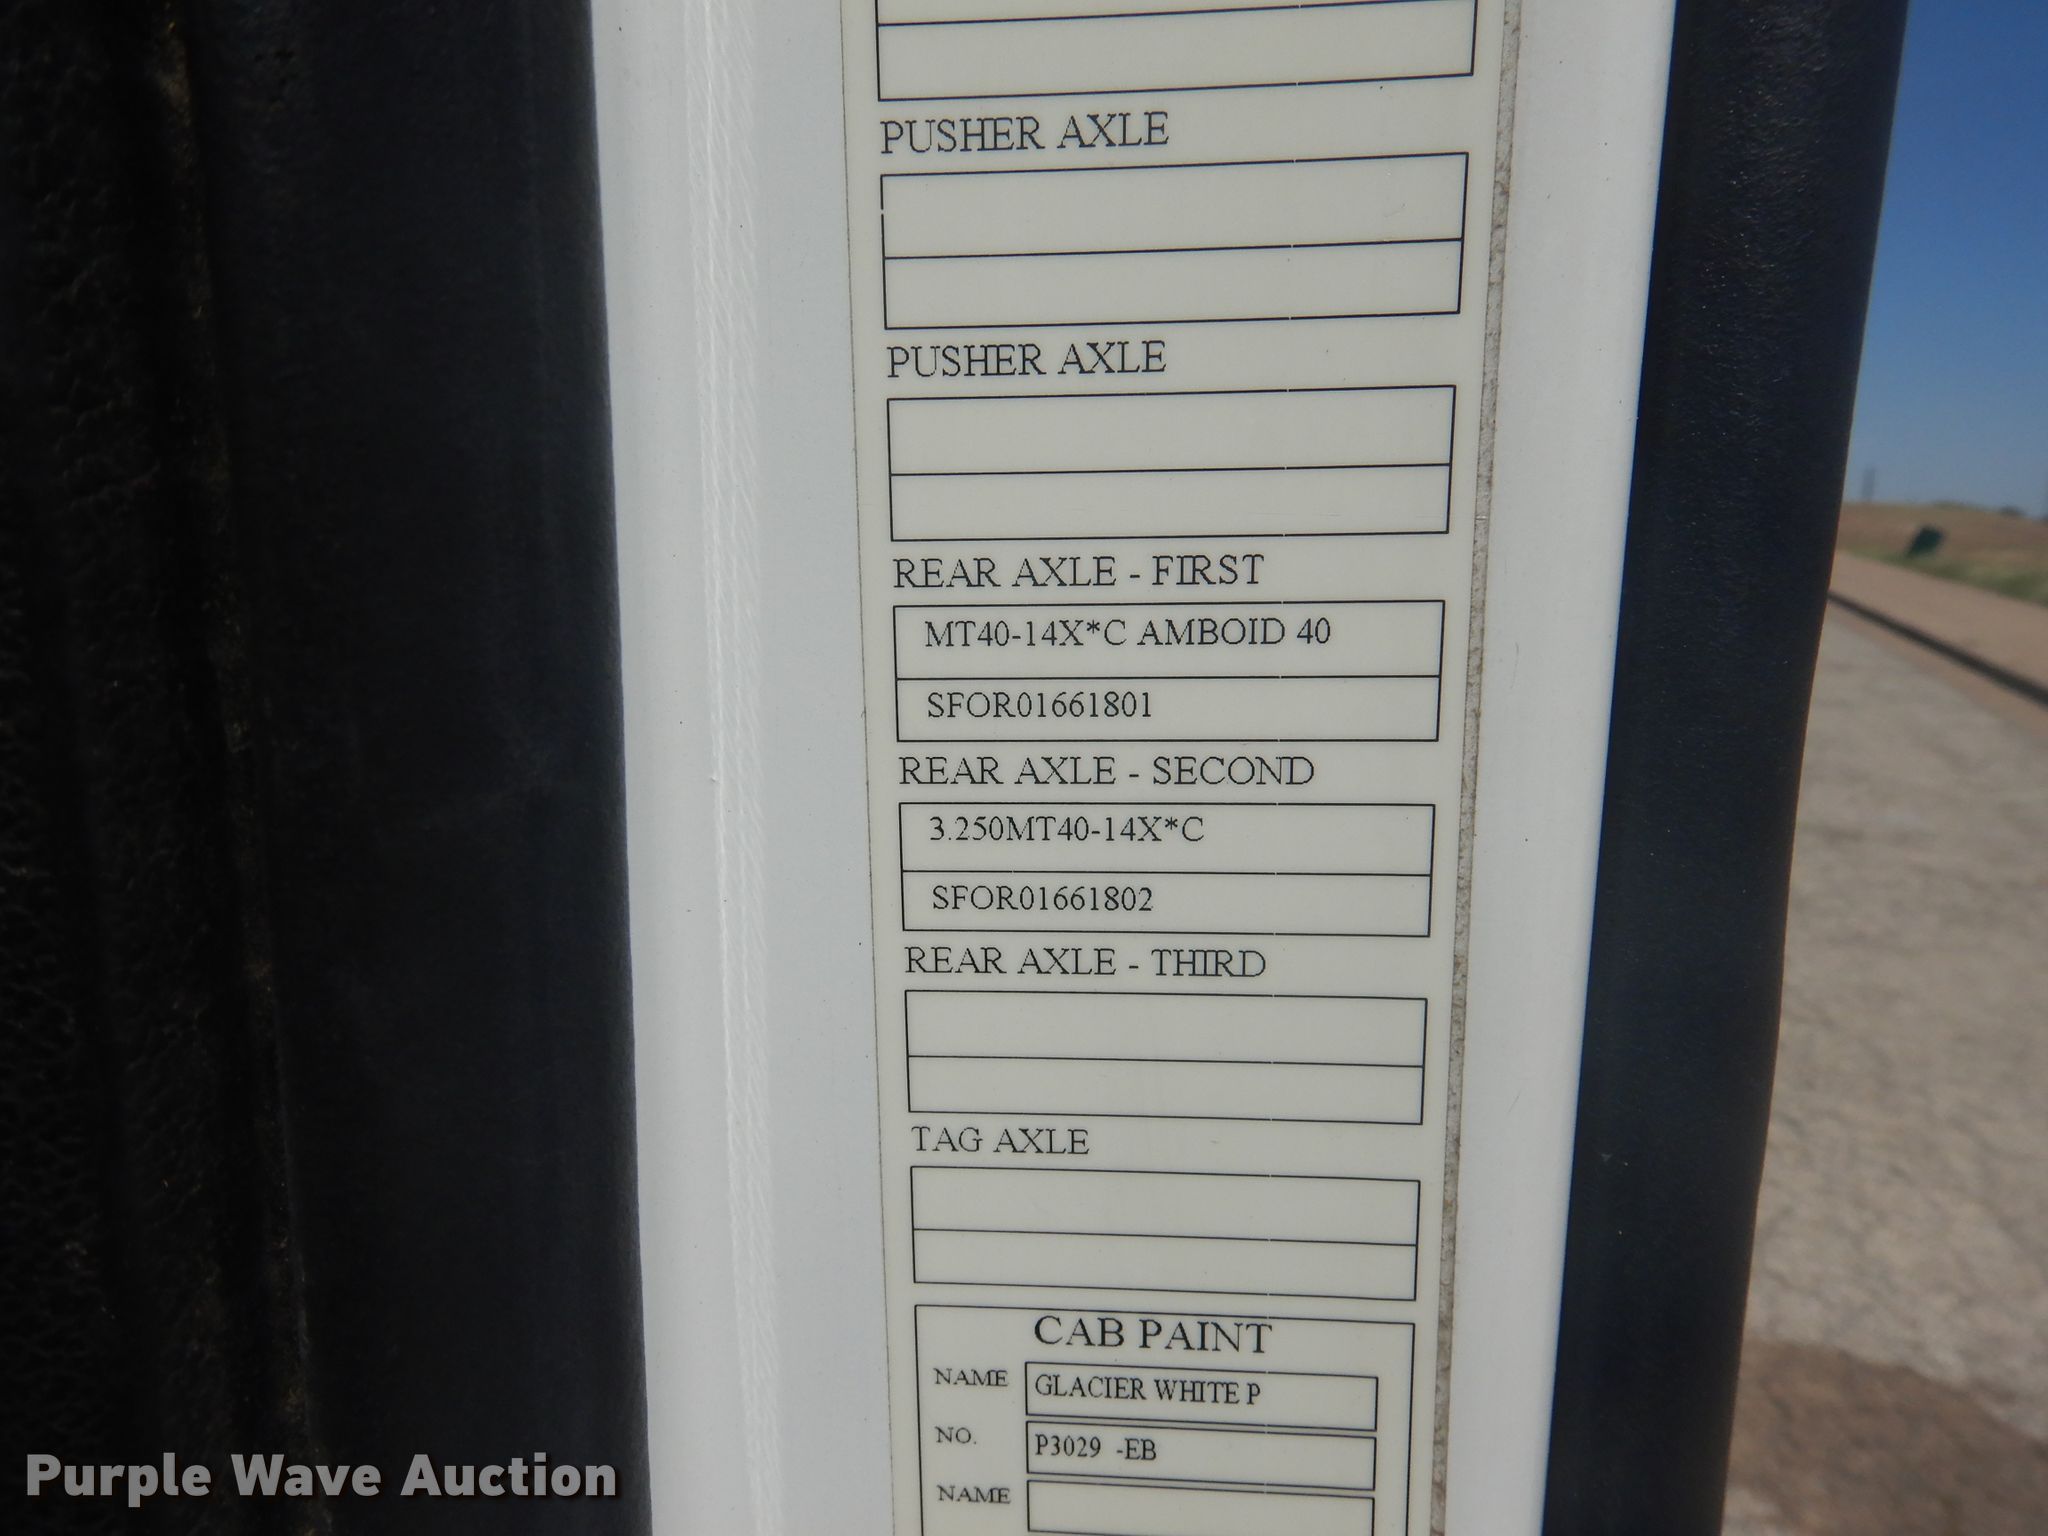 PUSHER AXLE
PUSHER AXLE
REAR AXLE - FIRST
MT40-14X*C AMBOID 40
SFOR01661801
REAR AXLE - SECOND
3.250MT40-14X*C
SFOR01661802
REAR AXLE - THIRD
TAG AXLE
CAB PAINT
NAME GLACIER WHITE P
NO. P3029 -EB
NAME
Purple Wave Auction